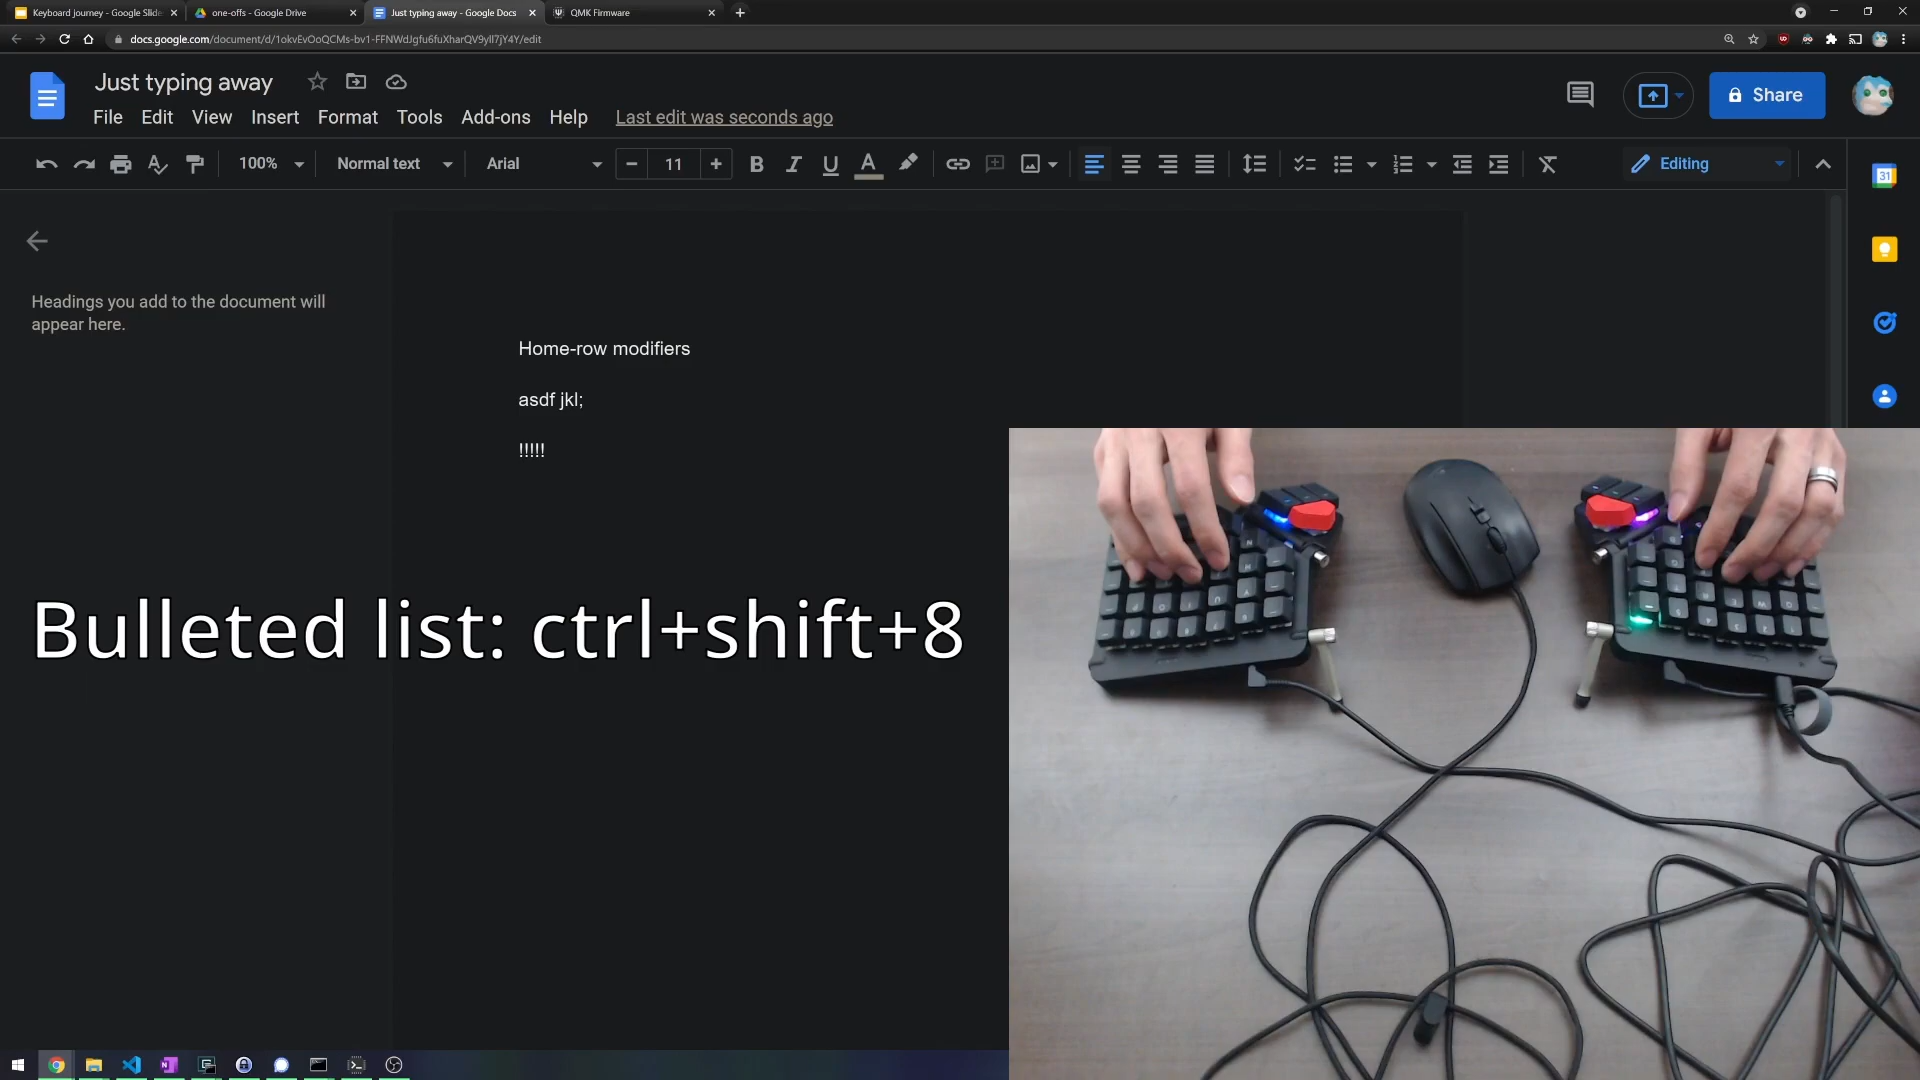 Keyboard journey - Google Slide
one-offs - Google Drive
Just typing away - Google Docs
QMK Firmware
docs.google.com/document/d/1okvEvOoQCMs-bv1-FFNWdJgfu6fuXharQV9yll7jY4Y/edit
Just typing away
File Edit View Insert Format Tools Add-ons Help Last edit was seconds ago
Share
100% Normal text Arial 11 B I U A Editing
31
Headings you add to the document will
appear here.
Home-row modifiers
asdf jkl;
!!!!!
Bulleted list: ctrl+shift+8